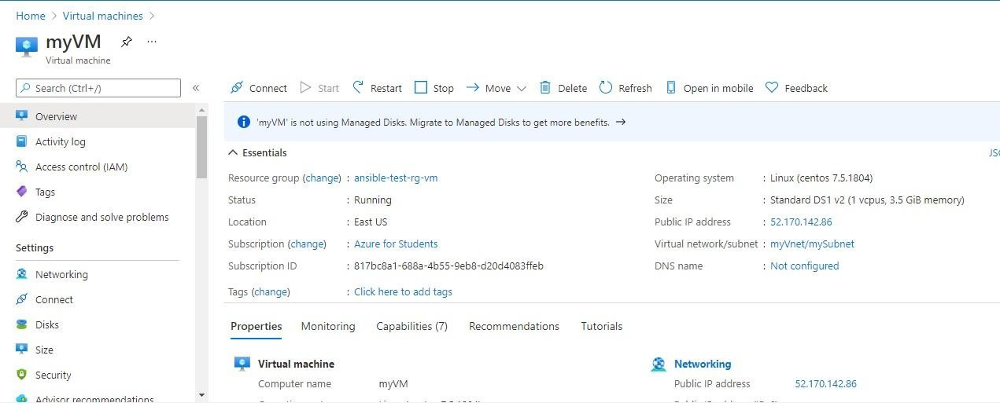 Home > Virtual machines >
myVM ...
Virtual machine
Search (Ctrl+/) «
Overview
Activity log
Access control (IAM)
Tags
Diagnose and solve problems
Settings
Networking
Connect
Disks
Size
Security
Advisor recommendations
Connect Start Restart Stop Move Delete Refresh Open in mobile Feedback
'myVM' is not using Managed Disks. Migrate to Managed Disks to get more benefits. →
Essentials
Resource group (change) : ansible-test-rg-vm
Status : Running
Location : East US
Subscription (change) : Azure for Students
Subscription ID : 817bc8a1-688a-4b55-9eb8-d20d4083ffeb
Tags (change) : Click here to add tags
Operating system : Linux (centos 7.5.1804)
Size : Standard DS1 v2 (1 vcpus, 3.5 GiB memory)
Public IP address : 52.170.142.86
Virtual network/subnet : myVnet/mySubnet
DNS name : Not configured
Properties Monitoring Capabilities (7) Recommendations Tutorials
Virtual machine
Computer name myVM
Networking
Public IP address 52.170.142.86